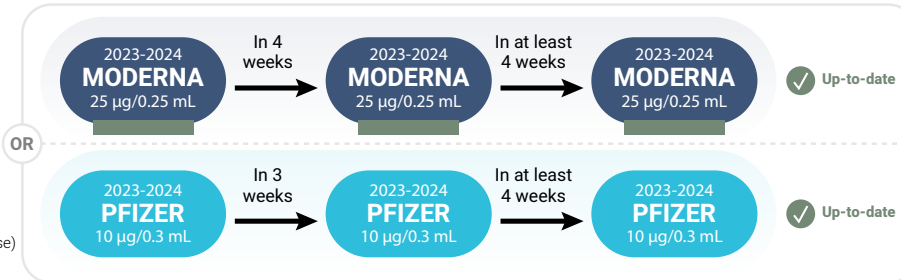 2023-2024
MODERNA
25 µg/0.25 mL
In 4
weeks
2023-2024
MODERNA
25 µg/0.25 mL
In at least
4 weeks
2023-2024
MODERNA
25 µg/0.25 mL
Up-to-date
OR
2023-2024
PFIZER
10 µg/0.3 mL
In 3
weeks
2023-2024
PFIZER
10 µg/0.3 mL
In at least
4 weeks
2023-2024
PFIZER
10 µg/0.3 mL
Up-to-date
se)